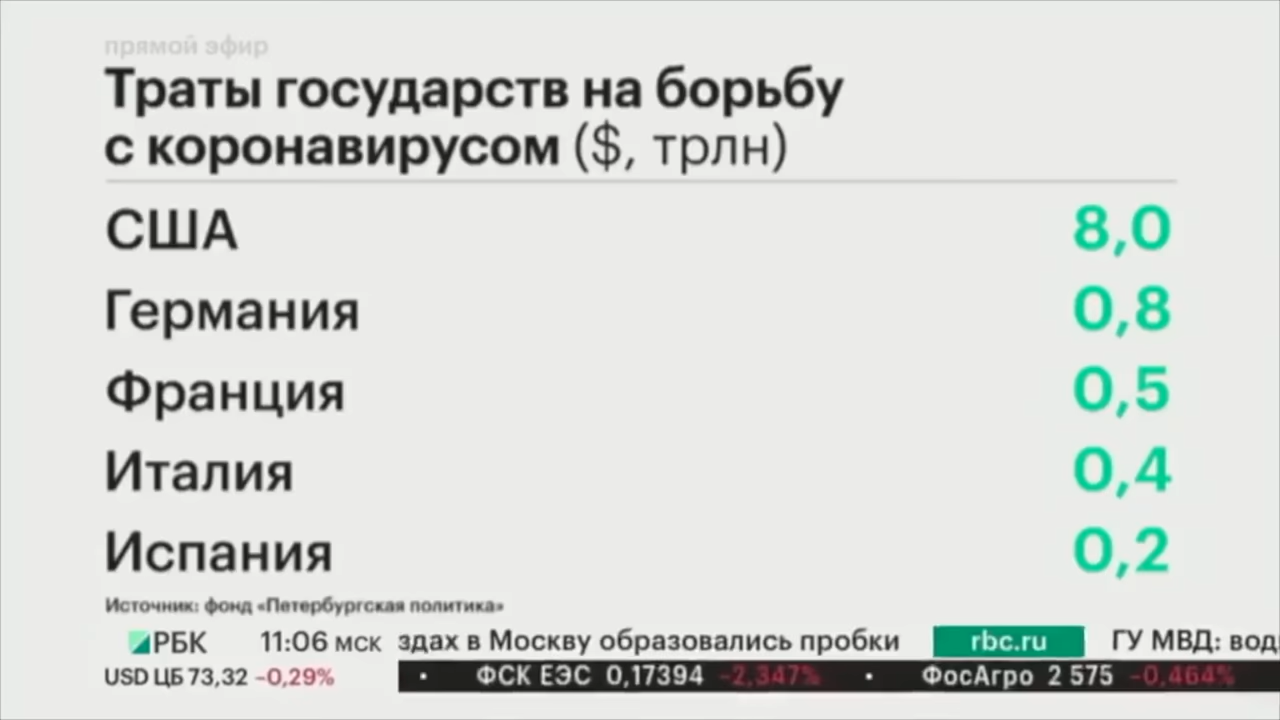 прямой эфир
Траты государств на борьбу
с коронавирусом ($, трлн)
США 8,0
Германия 0,8
Франция 0,5
Италия 0,4
Испания 0,2
Источник: фонд «Петербургская политика»
РБК 11:06 МСК здах в Москву образовались пробки rbc.ru ГУ МВД: вод
USD ЦБ 73,32 -0,29% · ФСК ЕЭС 0,17394 -2,347% · ФосАгро 2 575 -0,464%